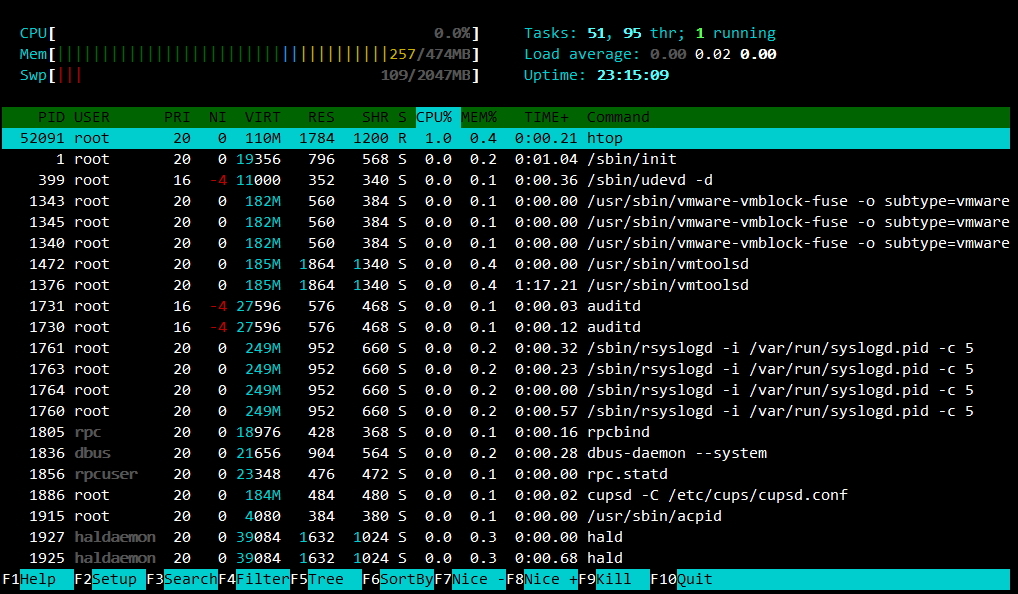 CPU[ 0.0%] Tasks: 51, 95 thr; 1 running
Mem[||||||||||||||||||||||||||||||||||||||257/474MB] Load average: 0.00 0.02 0.00
Swp[||| 109/2047MB] Uptime: 23:15:09
PID USER PRI NI VIRT RES SHR S CPU% MEM% TIME+ Command
52091 root 20 0 110M 1784 1200 R 1.0 0.4 0:00.21 htop
1 root 20 0 19356 796 568 S 0.0 0.2 0:01.04 /sbin/init
399 root 16 -4 11000 352 340 S 0.0 0.1 0:00.36 /sbin/udevd -d
1343 root 20 0 182M 560 384 S 0.0 0.1 0:00.00 /usr/sbin/vmware-vmblock-fuse -o subtype=vmware
1345 root 20 0 182M 560 384 S 0.0 0.1 0:00.00 /usr/sbin/vmware-vmblock-fuse -o subtype=vmware
1340 root 20 0 182M 560 384 S 0.0 0.1 0:00.00 /usr/sbin/vmware-vmblock-fuse -o subtype=vmware
1472 root 20 0 185M 1864 1340 S 0.0 0.4 0:00.00 /usr/sbin/vmtoolsd
1376 root 20 0 185M 1864 1340 S 0.0 0.4 1:17.21 /usr/sbin/vmtoolsd
1731 root 16 -4 27596 576 468 S 0.0 0.1 0:00.03 auditd
1730 root 16 -4 27596 576 468 S 0.0 0.1 0:00.12 auditd
1761 root 20 0 249M 952 660 S 0.0 0.2 0:00.32 /sbin/rsyslogd -i /var/run/syslogd.pid -c 5
1763 root 20 0 249M 952 660 S 0.0 0.2 0:00.23 /sbin/rsyslogd -i /var/run/syslogd.pid -c 5
1764 root 20 0 249M 952 660 S 0.0 0.2 0:00.00 /sbin/rsyslogd -i /var/run/syslogd.pid -c 5
1760 root 20 0 249M 952 660 S 0.0 0.2 0:00.57 /sbin/rsyslogd -i /var/run/syslogd.pid -c 5
1805 rpc 20 0 18976 428 368 S 0.0 0.1 0:00.16 rpcbind
1836 dbus 20 0 21656 904 564 S 0.0 0.2 0:00.28 dbus-daemon --system
1856 rpcuser 20 0 23348 476 472 S 0.0 0.1 0:00.00 rpc.statd
1886 root 20 0 184M 484 480 S 0.0 0.1 0:00.02 cupsd -C /etc/cups/cupsd.conf
1915 root 20 0 4080 384 380 S 0.0 0.1 0:00.00 /usr/sbin/acpid
1927 haldaemon 20 0 39084 1632 1024 S 0.0 0.3 0:00.00 hald
1925 haldaemon 20 0 39084 1632 1024 S 0.0 0.3 0:00.68 hald
F1Help F2Setup F3SearchF4FilterF5Tree F6SortByF7Nice -F8Nice +F9Kill F10Quit